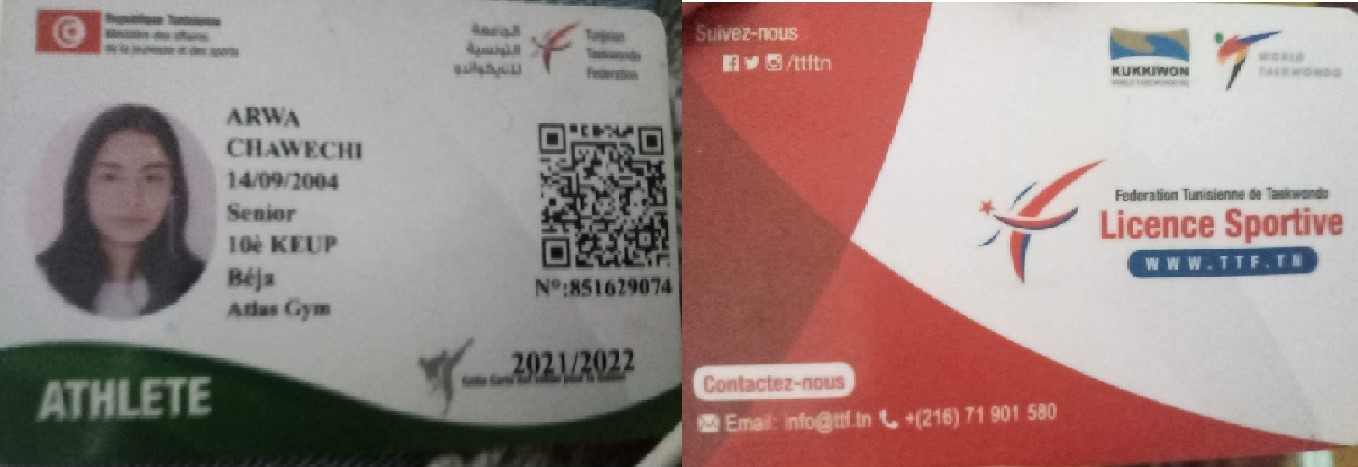 République Tunisienne
Ministère des affaires
de la jeunesse et des sports
الجامعة
التونسية
للتايكواندو
Tunisian
Taekwondo
Federation
ARWA
CHAWECHI
14/09/2004
Senior
10è KEUP
Béja
Atlas Gym
Nº:851629074
2021/2022
ATHLETE
Suivez-nous
/ttftn
KUKKIWON
WORLD
TAEKWONDO
Federation Tunisienne de Taekwondo
Licence Sportive
WWW.TTF.TN
Contactez-nous
Email: info@ttf.tn +(216) 71 901 580